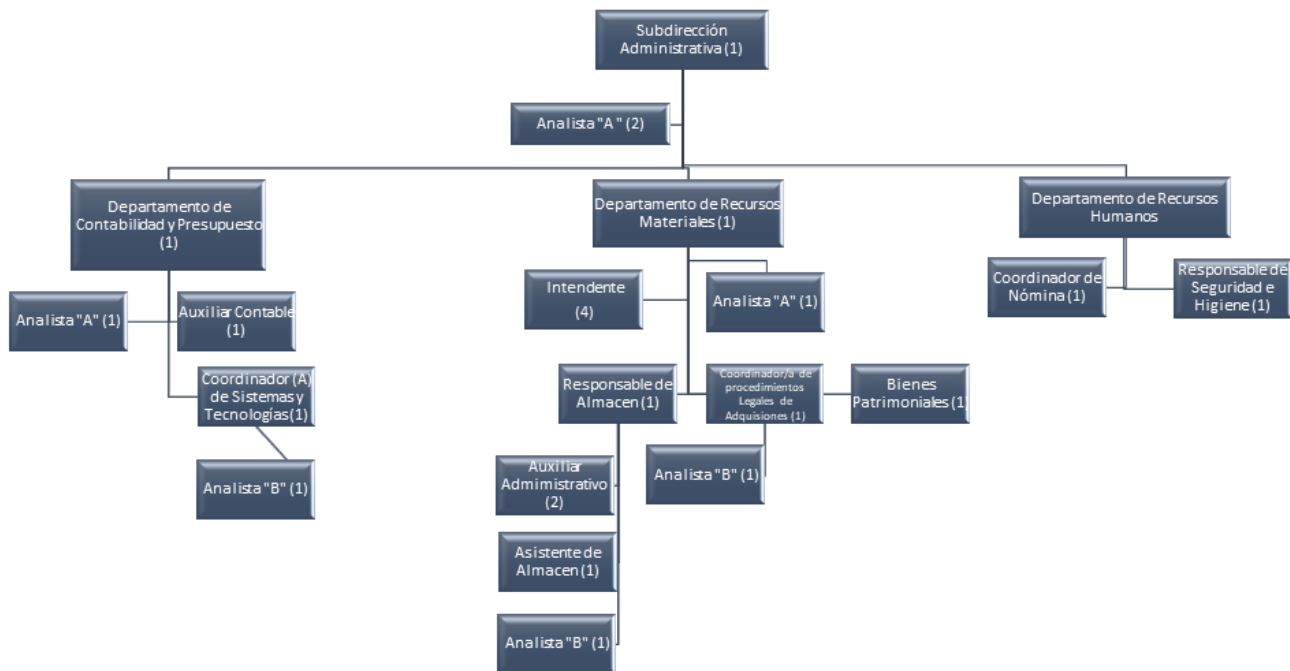 Subdirección
Administrativa (1)
Analista "A" (2)
Departamento de
Contabilidad y Presupuesto
(1)
Departamento de Recursos
Materiales (1)
Departamento de Recursos
Humanos
Analista "A" (1)
Auxiliar Contable
(1)
Coordinador (A)
de Sistemas y
Tecnologías (1)
Analista "B" (1)
Intendente
(4)
Analista "A" (1)
Responsable de
Almacen (1)
Coordinador/a de
procedimientos
Legales de
Adquisiones (1)
Bienes
Patrimoniales (1)
Analista "B" (1)
Auxiliar
Admimistrativo
(2)
Asistente de
Almacen (1)
Analista "B" (1)
Coordinador de
Nómina (1)
Responsable de
Seguridad e
Higiene (1)